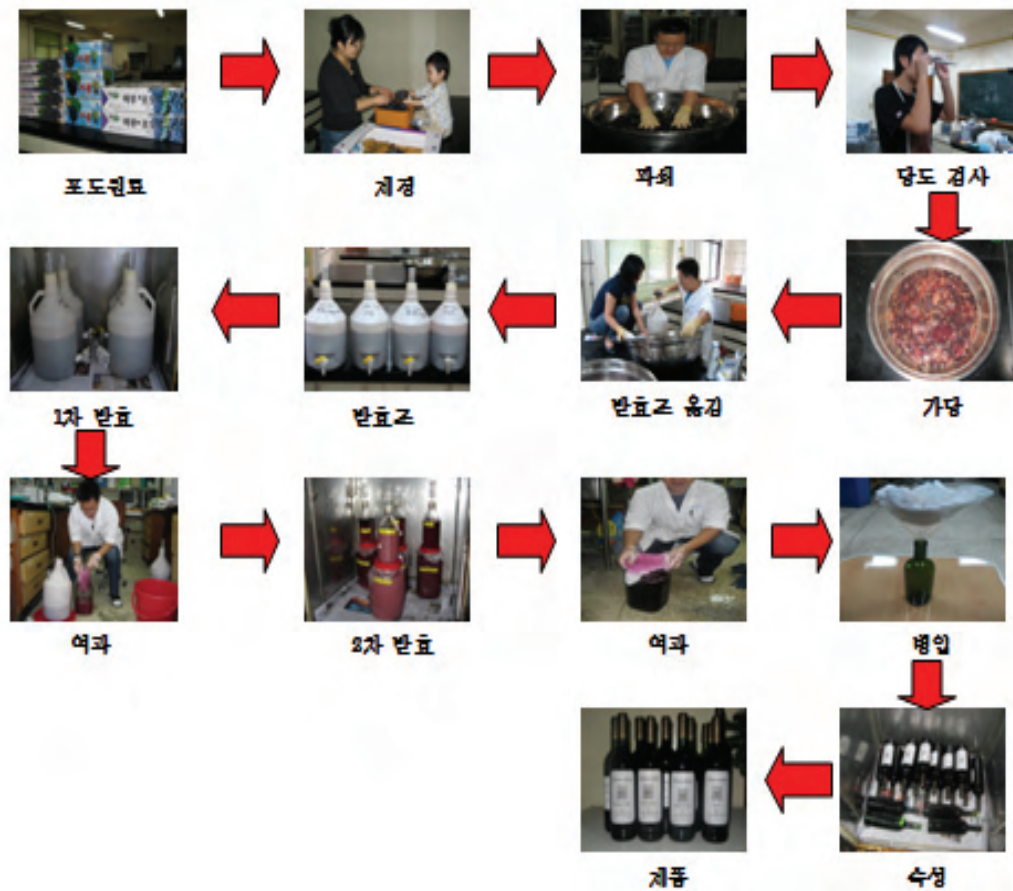 포도원료
제경
파쇄
당도 검사
가당
발효조 옮김
발효조
1차 발효
여과
2차 발효
여과
병입
숙성
제품